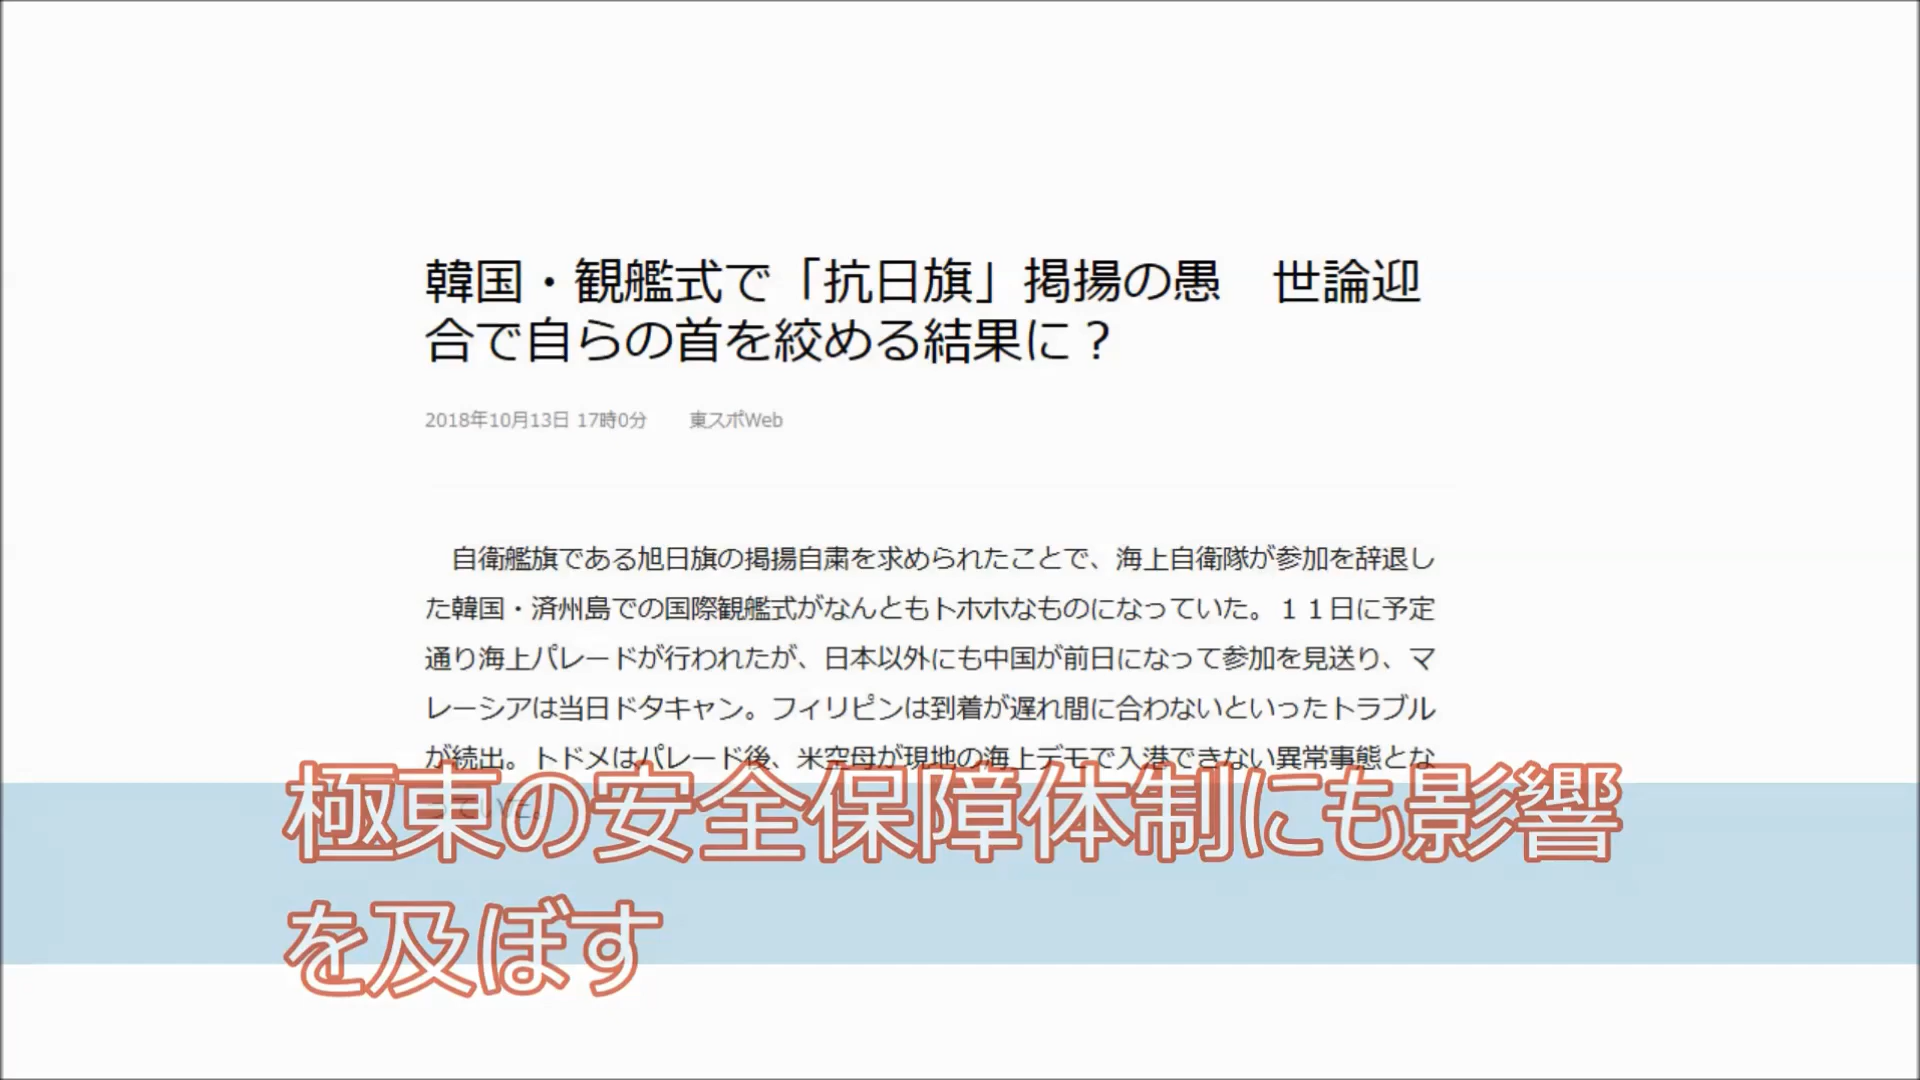 韓国・観艦式で「抗日旗」掲揚の愚　世論迎
合で自らの首を絞める結果に？
2018年10月13日 17時0分　東スポWeb
自衛艦旗である旭日旗の掲揚自粛を求められたことで、海上自衛隊が参加を辞退し
た韓国・済州島での国際観艦式がなんともトホホなものになっていた。１１日に予定
通り海上パレードが行われたが、日本以外にも中国が前日になって参加を見送り、マ
レーシアは当日ドタキャン。フィリピンは到着が遅れ間に合わないといったトラブル
が続出。トドメはパレード後、米空母が現地の海上デモで入港できない異常事態とな
っていた。
極東の安全保障体制にも影響
を及ぼす